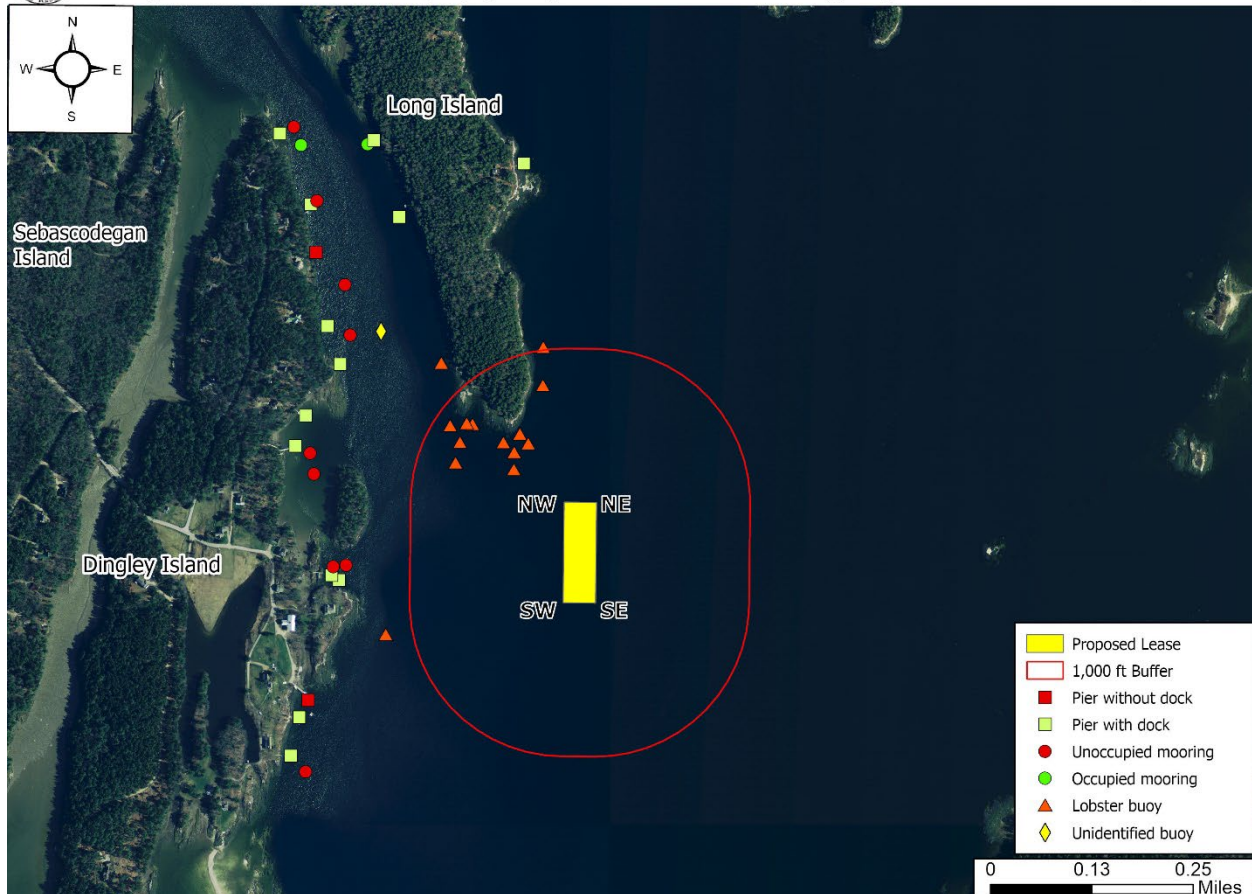 N
W E
S
Long Island
Sebascodegan
Island
NW NE
Dingley Island
SW SE
Proposed Lease
1,000 ft Buffer
Pier without dock
Pier with dock
Unoccupied mooring
Occupied mooring
Lobster buoy
Unidentified buoy
0 0.13 0.25
Miles